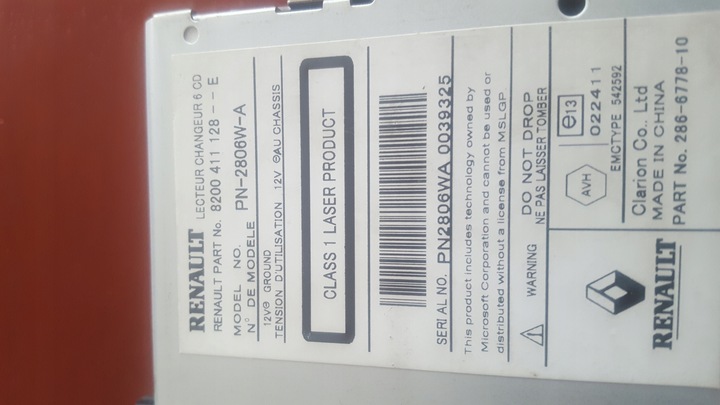 RENAULT LECTEUR CHANGEUR 6 CD
RENAULT PART No. 8200 411 128 -- E
MODEL NO.
N° DE MODELE PN-2806W-A
12V⊖ GROUND
TENSION D'UTILISATION 12V ⊖AU CHASSIS
CLASS 1 LASER PRODUCT
SERIAL NO. PN2806WA 0039325
This product includes technology owned by
Microsoft Corporation and cannot be used or
distributed without a license from MSLGP
WARNING DO NOT DROP
NE PAS LAISSER TOMBER
AVH
e13
022411
EMCTYPE 542592
RENAULT
Clarion Co., Ltd
MADE IN CHINA
PART No. 286-6778-10